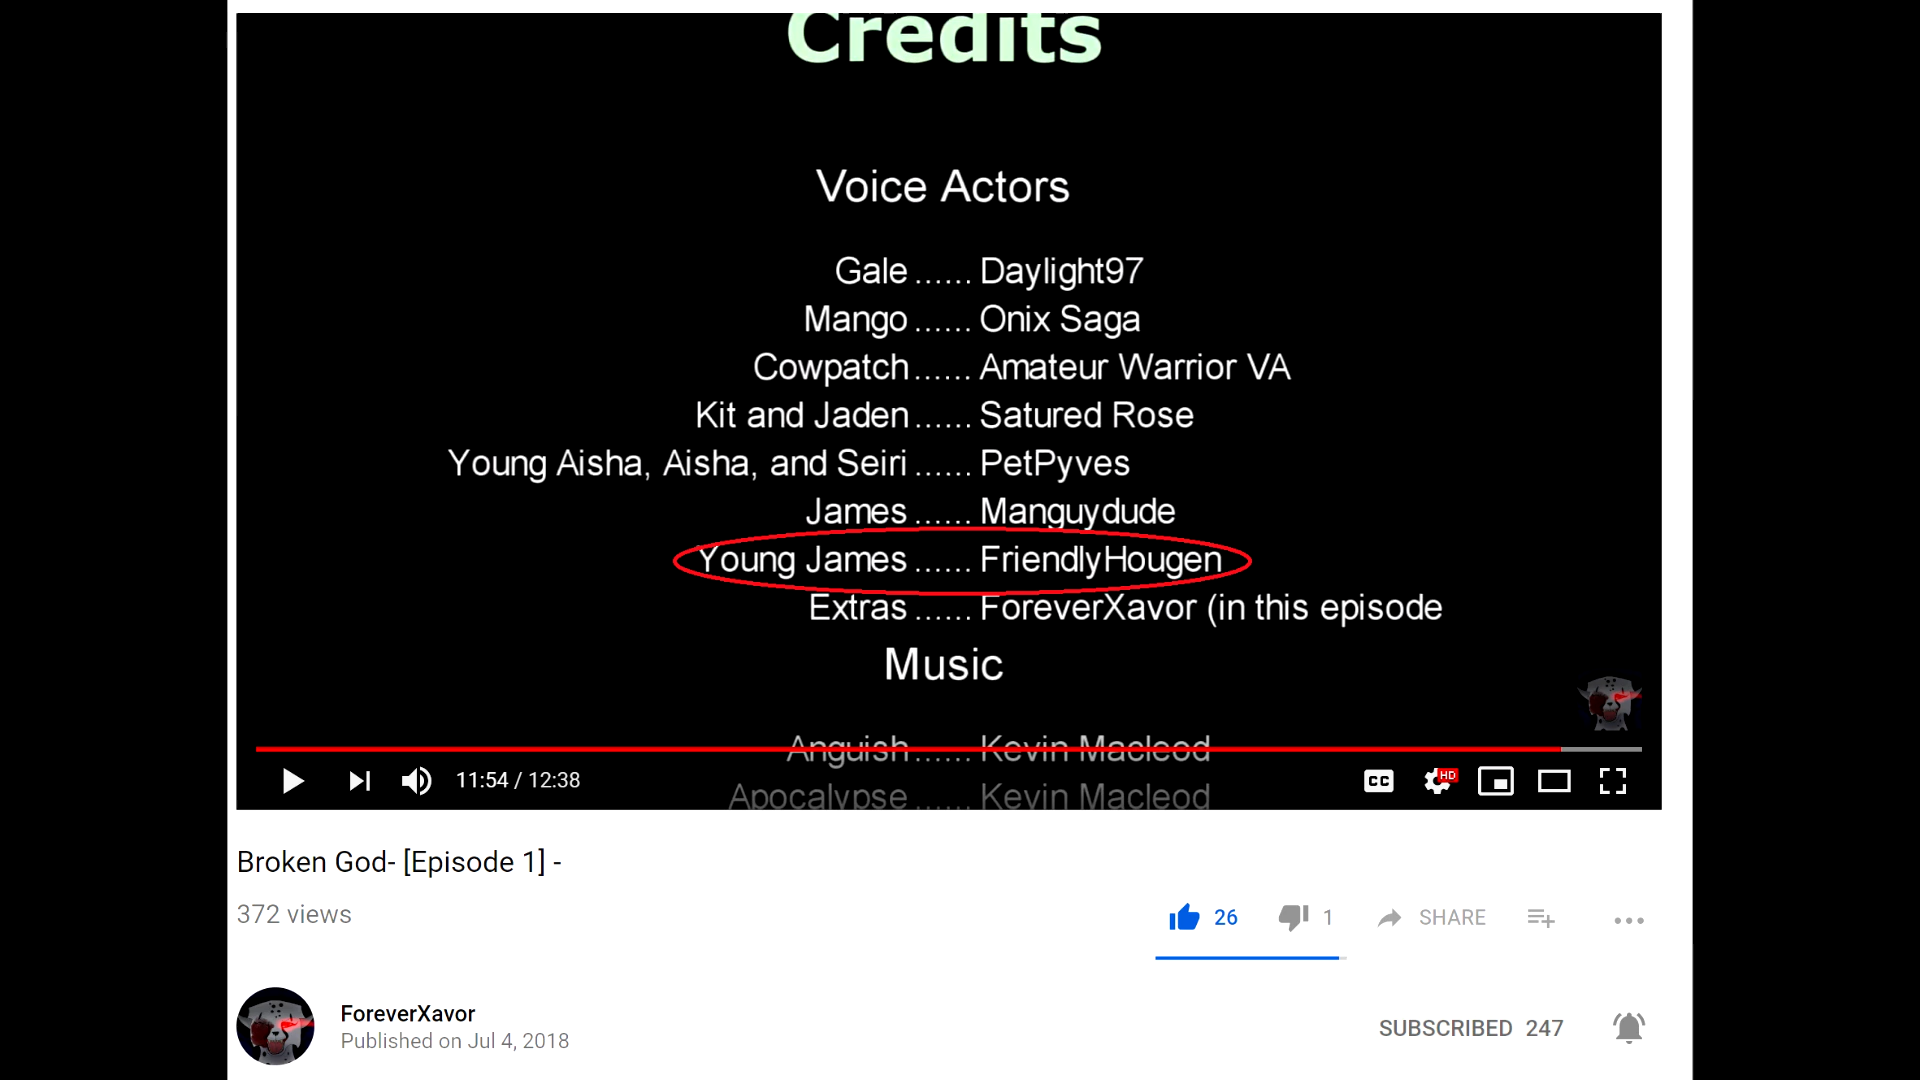 Credits
Voice Actors
Gale ...... Daylight97
Mango ...... Onix Saga
Cowpatch ...... Amateur Warrior VA
Kit and Jaden ...... Satured Rose
Young Aisha, Aisha, and Seiri ...... PetPyves
James ...... Manguydude
Young James ...... FriendlyHougen
Extras ...... ForeverXavor (in this episode
Music
Anguish ...... Kevin Macleod
11:54 / 12:38
CC
HD
Apocalypse ...... Kevin Macleod
Broken God- [Episode 1] -
372 views
26
1
SHARE
ForeverXavor
Published on Jul 4, 2018
SUBSCRIBED 247